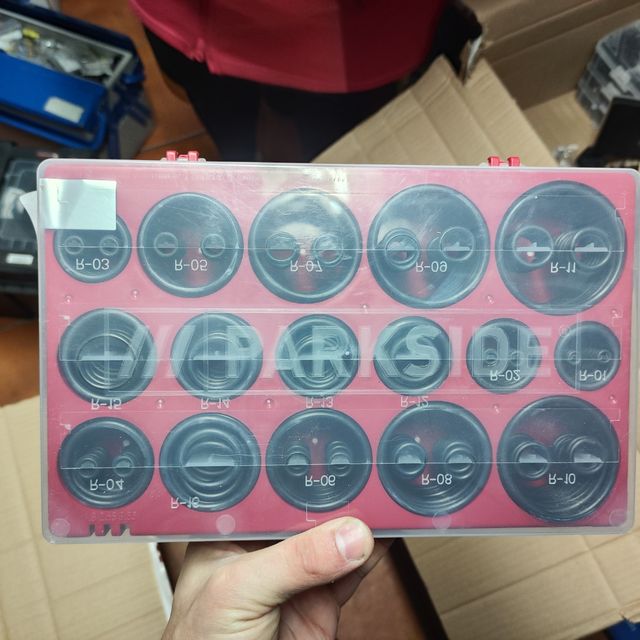 R-03 R-05 R-07 R-09 R-11
/// PARKSIDE®
R-15 R-14 R-13 R-12 R-02 R-01
R-04 R-16 R-06 R-08 R-10